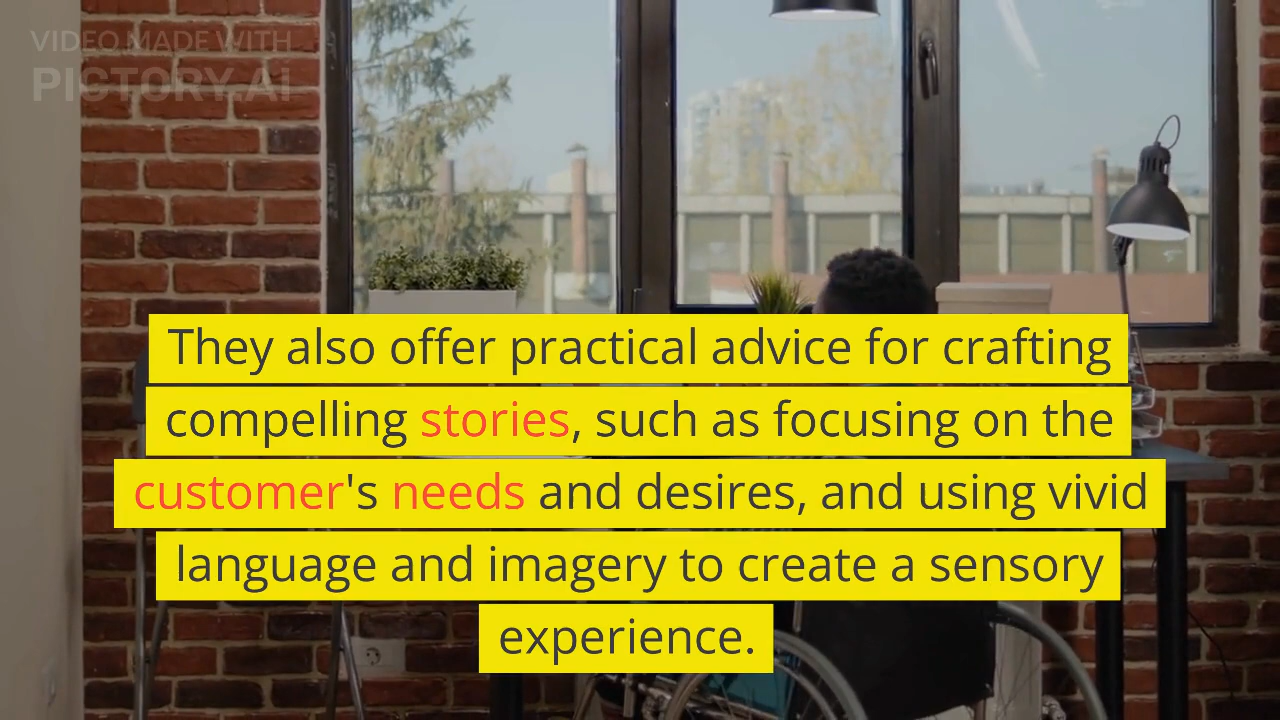 VIDEO MADE WITH
PICTORY.Ai
They also offer practical advice for crafting
compelling stories, such as focusing on the
customer's needs and desires, and using vivid
language and imagery to create a sensory
experience.